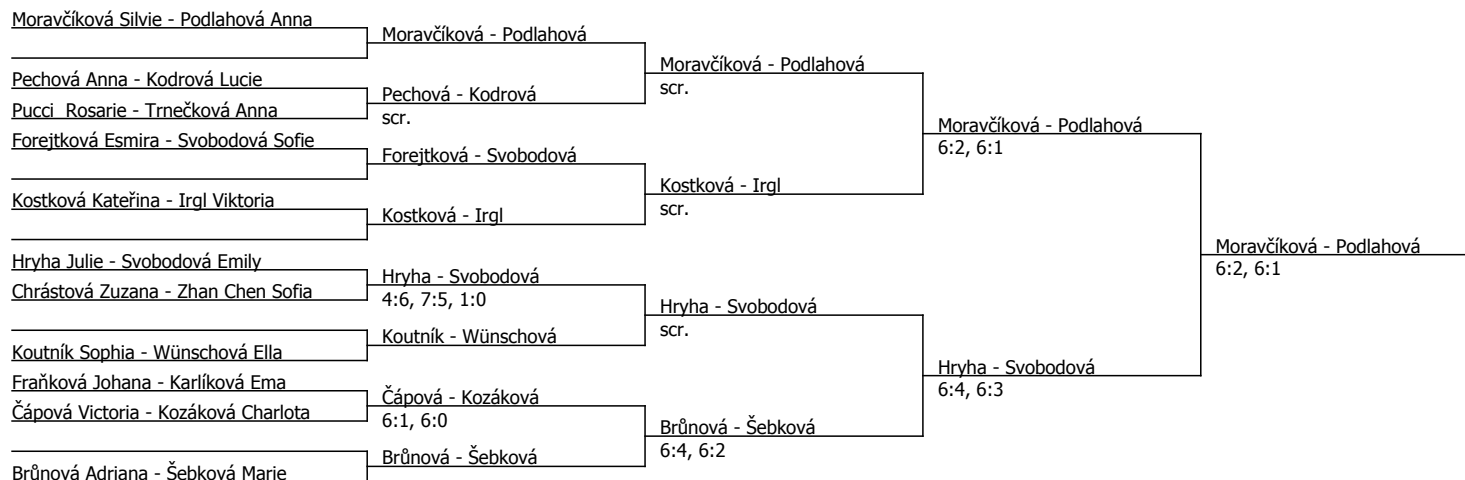 Moravčíková Silvie - Podlahová Anna
Pechová Anna - Kodrová Lucie
Pucci  Rosarie - Trnečková Anna
Forejtková Esmira - Svobodová Sofie
Kostková Kateřina - Irgl Viktoria
Hryha Julie - Svobodová Emily
Chrástová Zuzana - Zhan Chen Sofia
Koutník Sophia - Wünschová Ella
Fraňková Johana - Karlíková Ema
Čápová Victoria - Kozáková Charlota
Brůnová Adriana - Šebková Marie
Moravčíková - Podlahová
Pechová - Kodrová
scr.
Forejtková - Svobodová
Kostková - Irgl
Hryha - Svobodová
4:6, 7:5, 1:0
Koutník - Wünschová
Čápová - Kozáková
6:1, 6:0
Brůnová - Šebková
Moravčíková - Podlahová
scr.
Kostková - Irgl
scr.
Hryha - Svobodová
scr.
Brůnová - Šebková
6:4, 6:2
Moravčíková - Podlahová
6:2, 6:1
Hryha - Svobodová
6:4, 6:3
Moravčíková - Podlahová
6:2, 6:1